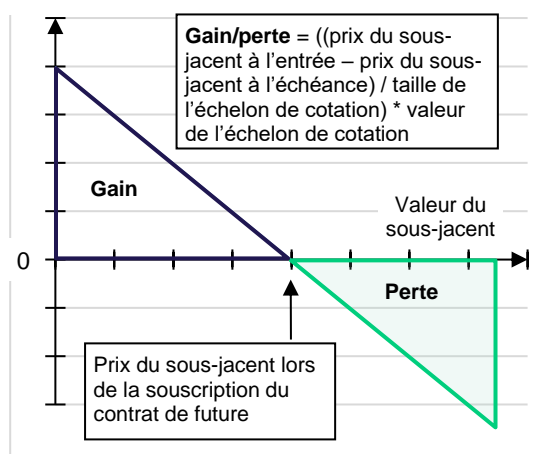 Gain/perte = ((prix du sous-
jacent à l'entrée – prix du sous-
jacent à l'échéance) / taille de
l'échelon de cotation) * valeur
de l'échelon de cotation
Gain
Valeur du
sous-jacent
0
Perte
Prix du sous-jacent lors
de la souscription du
contrat de future